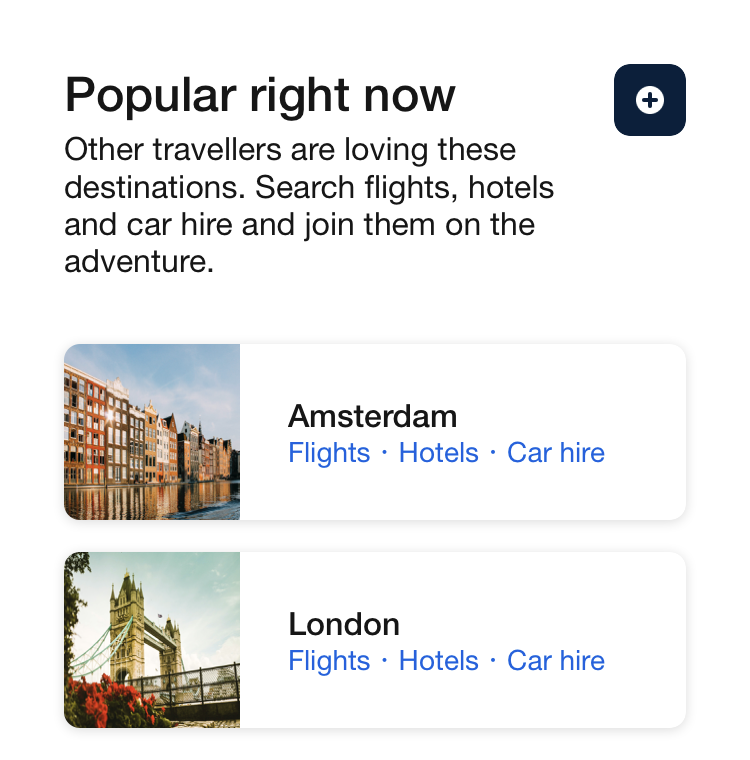 Popular right now
Other travellers are loving these
destinations. Search flights, hotels
and car hire and join them on the
adventure.
Amsterdam
Flights · Hotels · Car hire
London
Flights · Hotels · Car hire